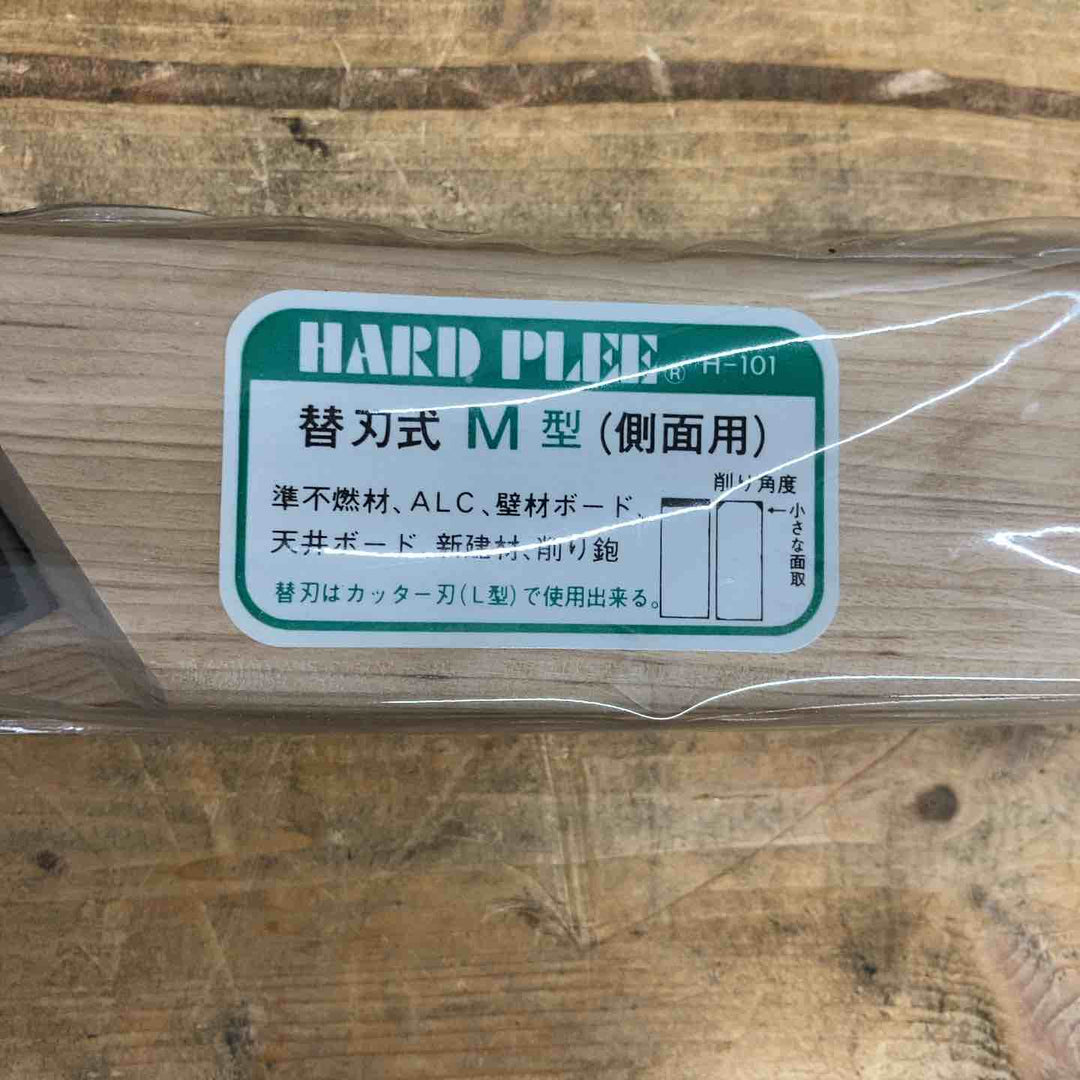 HARD PLEE® H-101
替刃式 M 型 (側面用)
準不燃材、ALC、壁材ボード、
天井ボード、新建材、削り鉋
替刃はカッター刃(L型)で使用出来る。
削り角度
←小さな面取